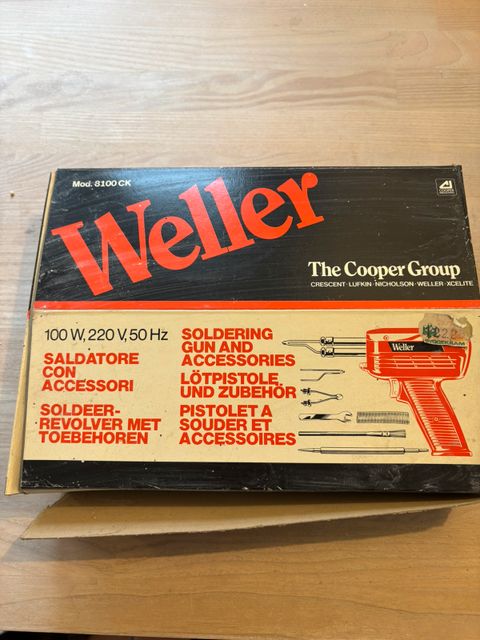 Mod. 8100 CK
Weller
The Cooper Group
CRESCENT · LUFKIN · NICHOLSON · WELLER · XCELITE
100 W, 220 V, 50 Hz
SALDATORE
CON
ACCESSORI
SOLDEER-
REVOLVER MET
TOEBEHOREN
SOLDERING
GUN AND
ACCESSORIES
LÖTPISTOLE
UND ZUBEHÖR
PISTOLET A
SOUDER ET
ACCESSOIRES
Weller